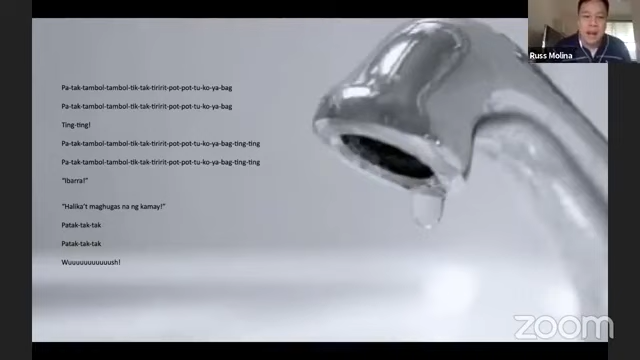 Pa-tak-tambol-tambol-tik-tak-tiririt-pot-pot-tu-ko-ya-bag
Pa-tak-tambol-tambol-tik-tak-tiririt-pot-pot-tu-ko-ya-bag
Ting-ting!
Pa-tak-tambol-tambol-tik-tak-tiririt-pot-pot-tu-ko-ya-bag-ting-ting
Pa-tak-tambol-tambol-tik-tak-tiririt-pot-pot-tu-ko-ya-bag-ting-ting
"Ibarra!"
"Halika't maghugas na ng kamay!"
Patak-tak-tak
Patak-tak-tak
Wuuuuuuuuuuush!
Russ Molina
zoom